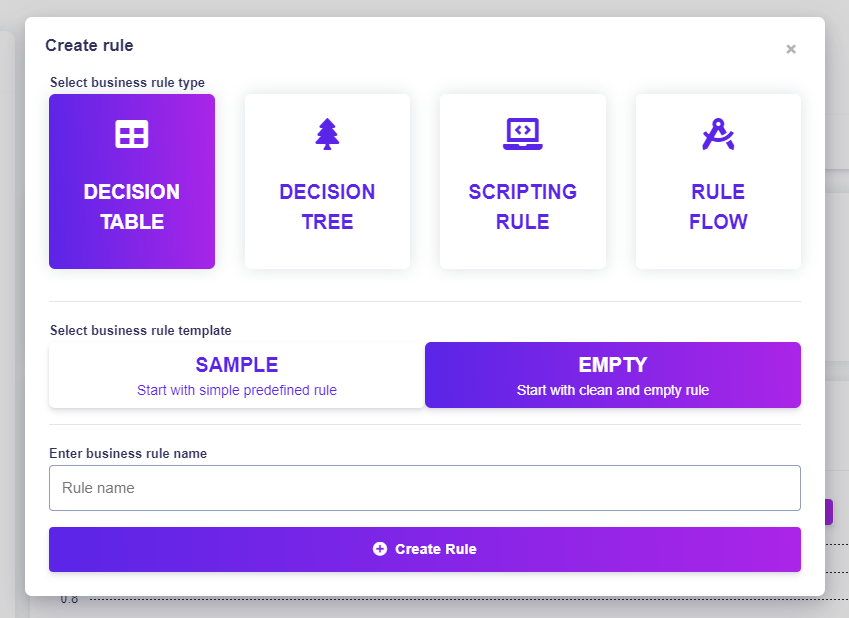 Create rule
×
Select business rule type
DECISION
TABLE
DECISION
TREE
SCRIPTING
RULE
RULE
FLOW
Select business rule template
SAMPLE
Start with simple predefined rule
EMPTY
Start with clean and empty rule
Enter business rule name
Rule name
Create Rule
0.8